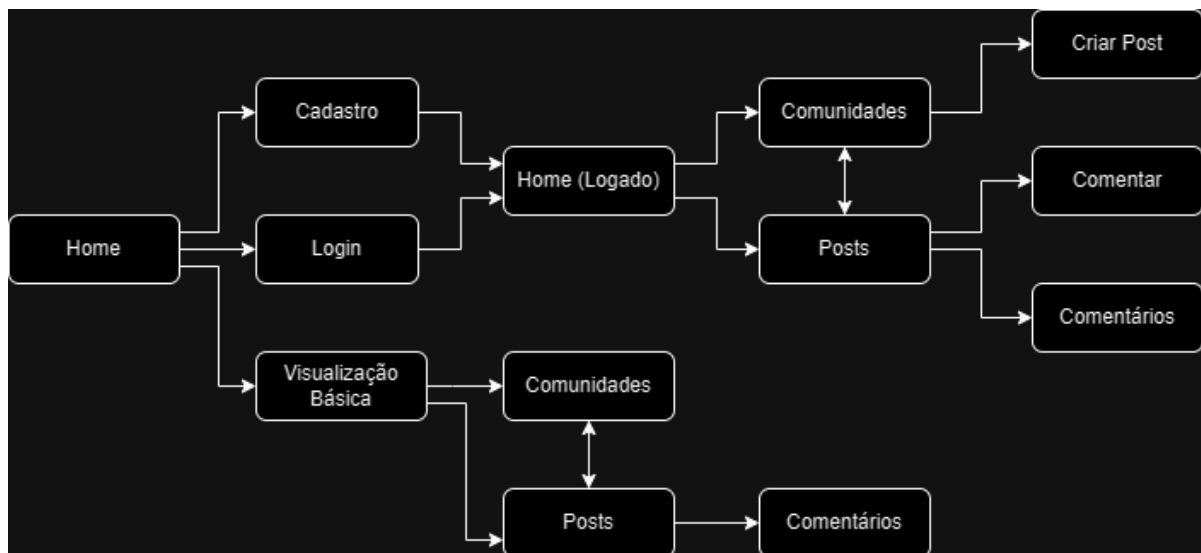 Criar Post
Cadastro
Comunidades
Home (Logado)
Comentar
Home
Login
Posts
Comentários
Visualização
Básica
Comunidades
Posts
Comentários